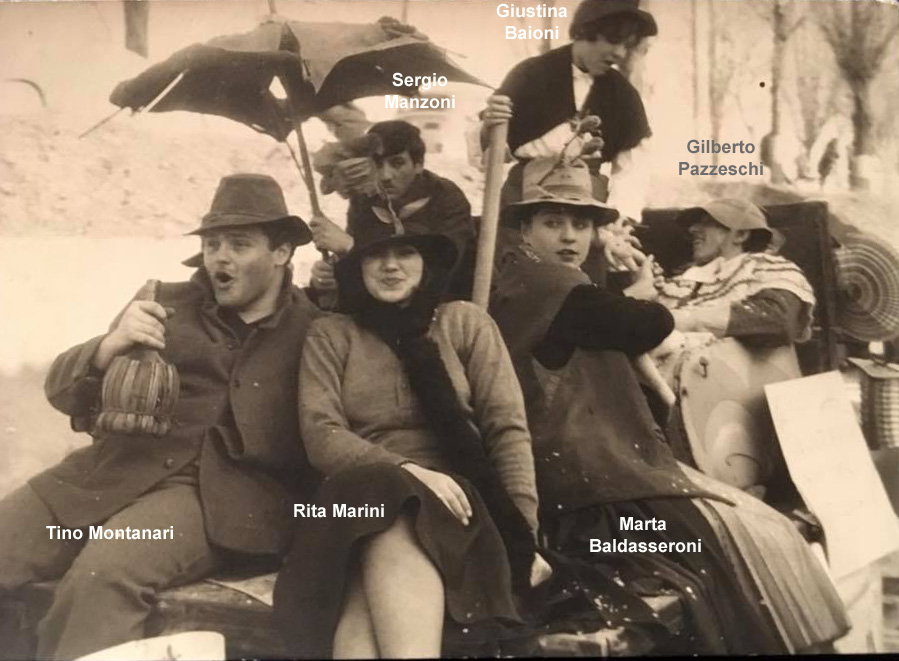 Giustina
Baioni
Sergio
Manzoni
Gilberto
Pazzeschi
Tino Montanari
Rita Marini
Marta
Baldasseroni